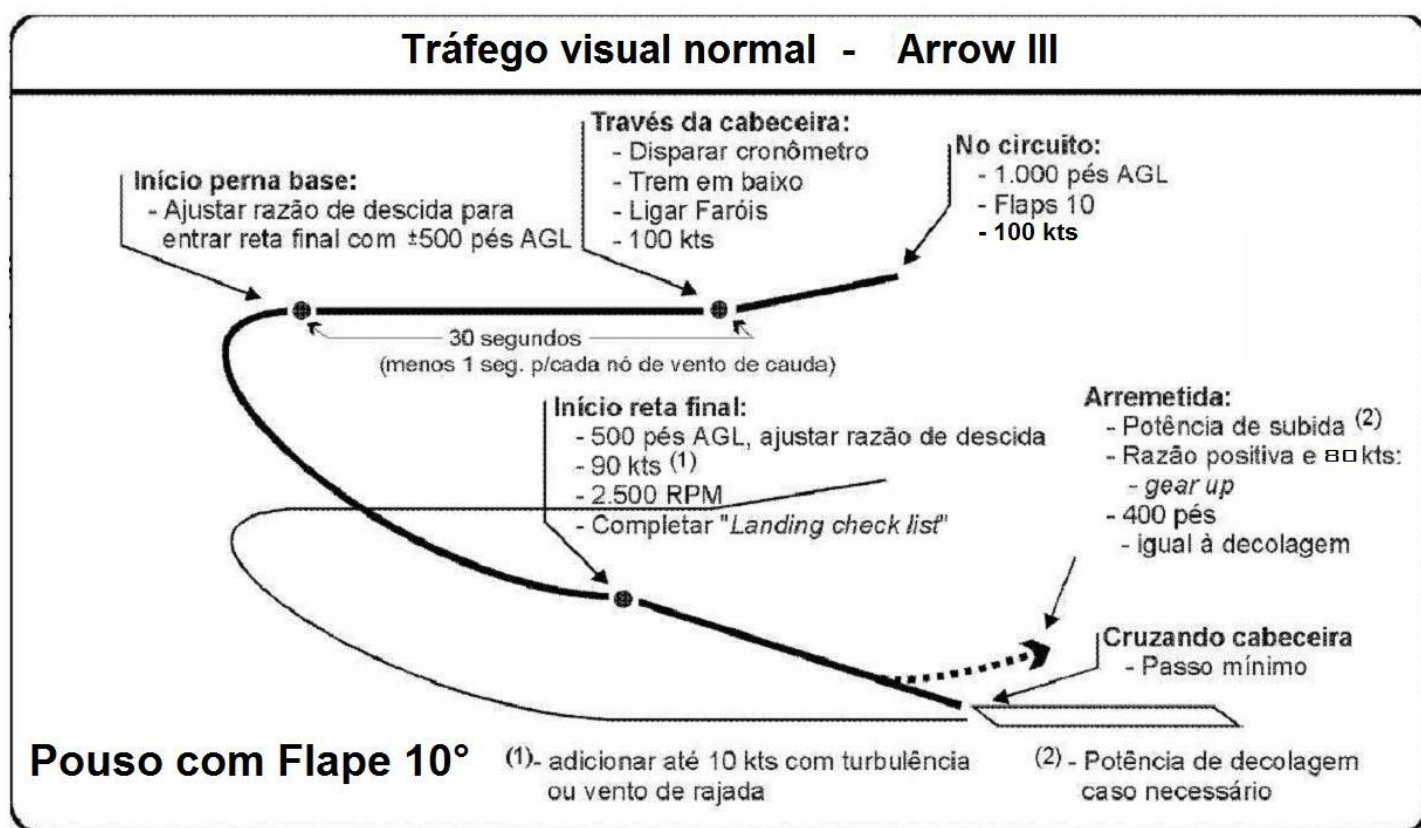 Tráfego visual normal - Arrow III
Través da cabeceira:
- Disparar cronômetro
- Trem em baixo
- Ligar Faróis
- 100 kts
No circuito:
- 1.000 pés AGL
- Flaps 10
- 100 kts
Início perna base:
- Ajustar razão de descida para
entrar reta final com ±500 pés AGL
30 segundos
(menos 1 seg. p/cada nó de vento de cauda)
Início reta final:
- 500 pés AGL, ajustar razão de descida
- 90 kts (1)
- 2.500 RPM
- Completar "Landing check list"
Arremetida:
- Potência de subida (2)
- Razão positiva e 80 kts:
- gear up
- 400 pés
- igual à decolagem
Cruzando cabeceira
- Passo mínimo
Pouso com Flape 10°
(1)- adicionar até 10 kts com turbulência
ou vento de rajada
(2) - Potência de decolagem
caso necessário